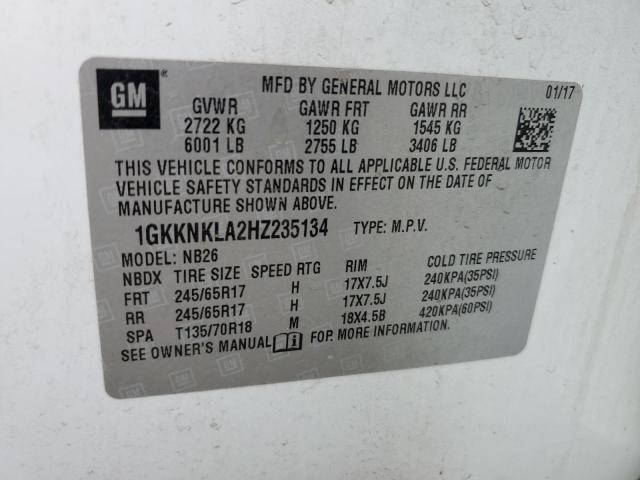 GM ®
MFD BY GENERAL MOTORS LLC 01/17
GVWR GAWR FRT GAWR RR
2722 KG 1250 KG 1545 KG
6001 LB 2755 LB 3406 LB
THIS VEHICLE CONFORMS TO ALL APPLICABLE U.S. FEDERAL MOTOR
VEHICLE SAFETY STANDARDS IN EFFECT ON THE DATE OF
MANUFACTURE SHOWN ABOVE.
1GKKNKLA2HZ235134 TYPE: M.P.V.
MODEL: NB26
NBDX TIRE SIZE SPEED RTG RIM COLD TIRE PRESSURE
FRT 245/65R17 H 17X7.5J 240KPA(35PSI)
RR 245/65R17 H 17X7.5J 240KPA(35PSI)
SPA T135/70R18 M 18X4.5B 420KPA(60PSI)
SEE OWNER'S MANUAL FOR MORE INFORMATION.